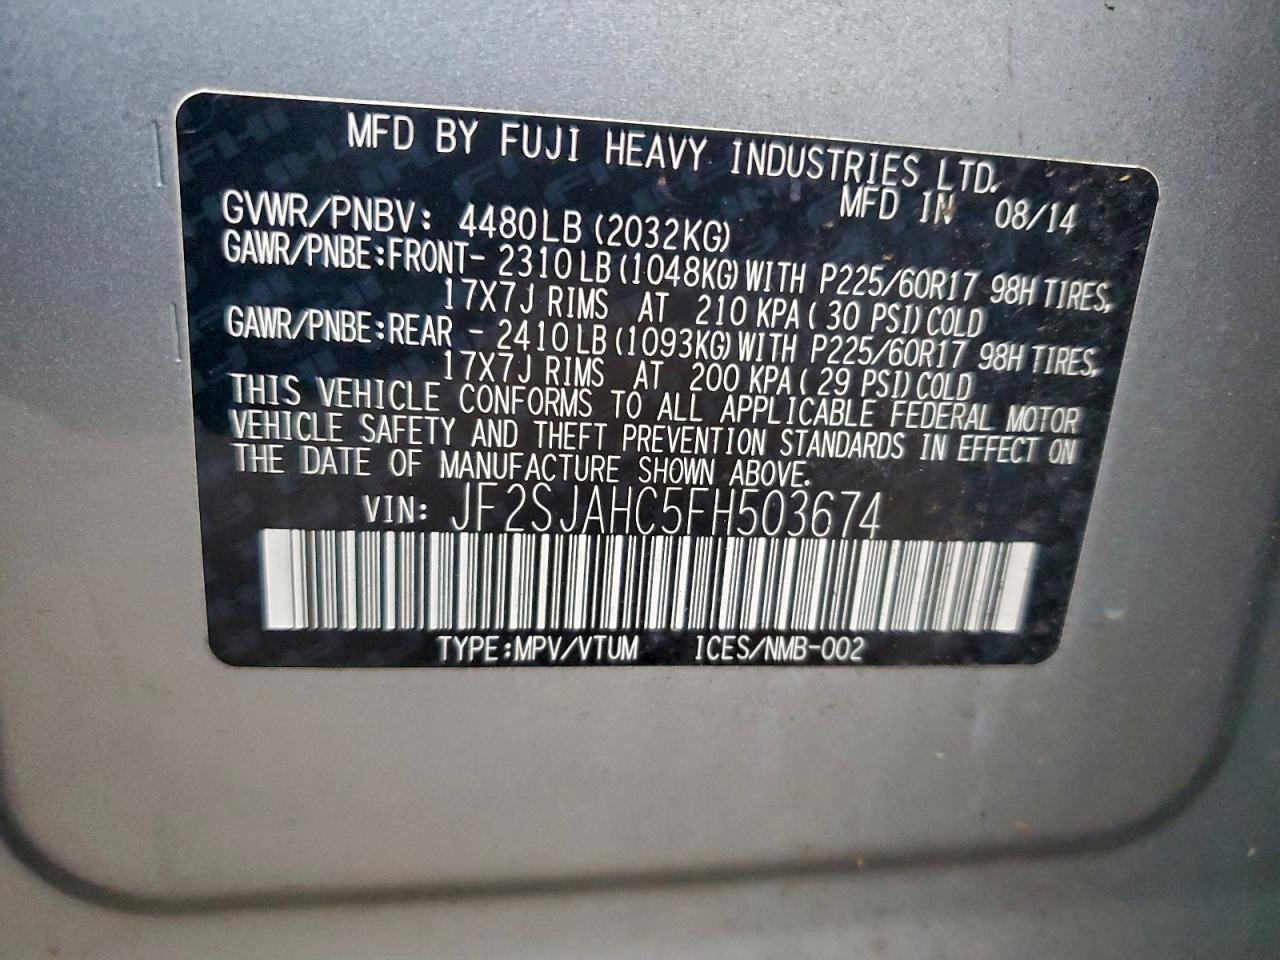 MFD BY FUJI HEAVY INDUSTRIES LTD.
MFD IN 08/14
GVWR/PNBV: 4480LB (2032KG)
GAWR/PNBE:FRONT- 2310LB(1048KG)WITH P225/60R17 98H TIRES,
17X7J RIMS AT 210 KPA(30 PSI)COLD
GAWR/PNBE:REAR - 2410LB(1093KG)WITH P225/60R17 98H TIRES,
17X7J RIMS AT 200 KPA(29 PSI)COLD
THIS VEHICLE CONFORMS TO ALL APPLICABLE FEDERAL MOTOR
VEHICLE SAFETY AND THEFT PREVENTION STANDARDS IN EFFECT ON
THE DATE OF MANUFACTURE SHOWN ABOVE.
VIN: JF2SJAHC5FH503674
TYPE:MPV/VTUM ICES/NMB-002